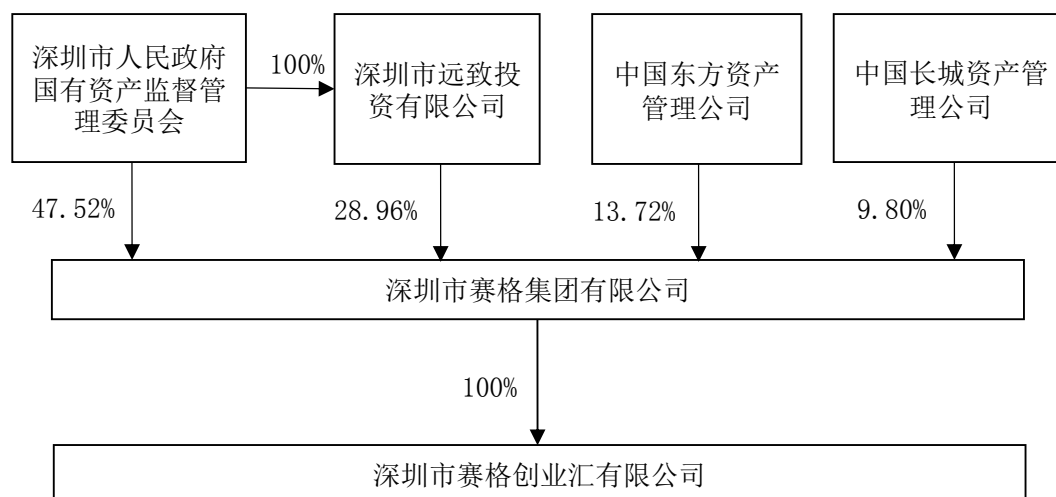 深圳市人民政府
国有资产监督管
理委员会
100%
深圳市远致投
资有限公司
中国东方资产
管理公司
中国长城资产管
理公司
47.52%
28.96%
13.72%
9.80%
深圳市赛格集团有限公司
100%
深圳市赛格创业汇有限公司